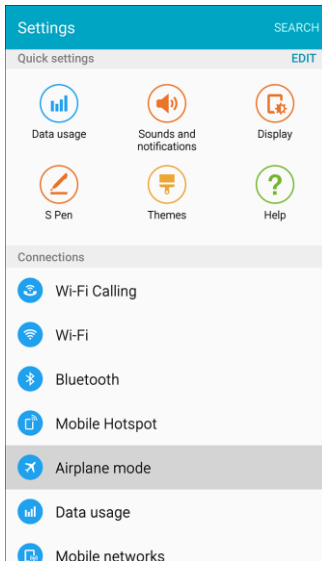 Settings SEARCH
Quick settings EDIT
Data usage
Sounds and
notifications
Display
S Pen
Themes
Help
Connections
Wi-Fi Calling
Wi-Fi
Bluetooth
Mobile Hotspot
Airplane mode
Data usage
Mobile networks